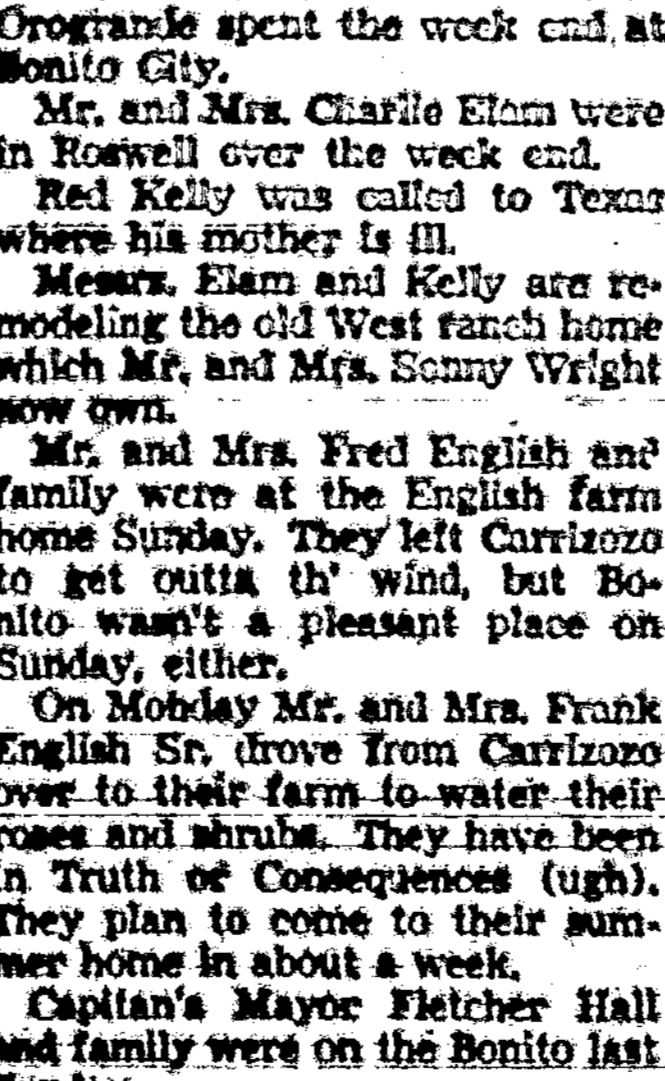 Orogrande spent the week end at
Bonito City.
Mr. and Mrs. Charlie Elam were
in Roswell over the week end.
Red Kelly was called to Texas
where his mother is ill.
Messrs. Elam and Kelly are re-
modeling the old West ranch home
which Mr. and Mrs. Sonny Wright
now own.
Mr. and Mrs. Fred English and
family were at the English farm
home Sunday. They left Carrizozo
to get outta th' wind, but Bo-
nito wasn't a pleasant place on
Sunday, either.
On Monday Mr. and Mrs. Frank
English Sr. drove from Carrizozo
over to their farm to water their
roses and shrubs. They have been
in Truth or Consequences (ugh).
They plan to come to their sum-
mer home in about a week.
Capitan's Mayor Fletcher Hall
and family were on the Bonito last